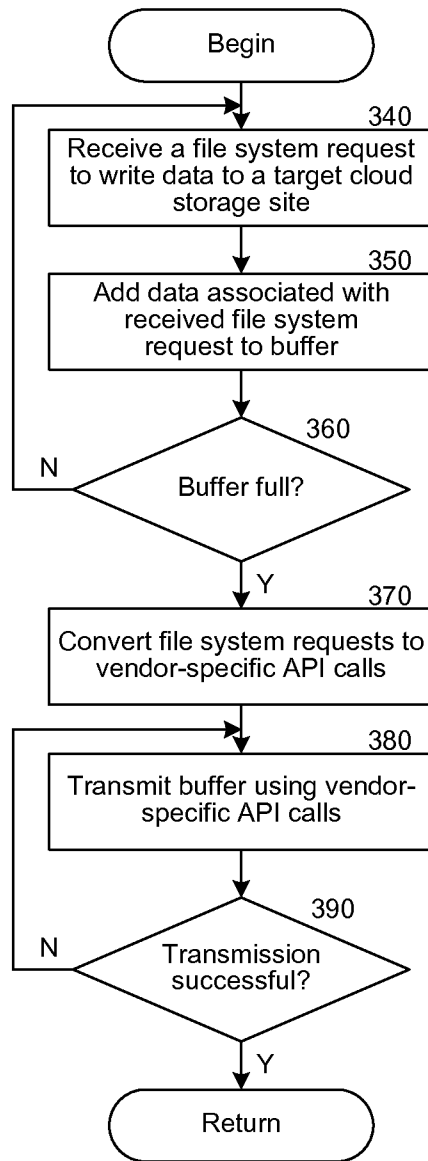 Begin
340
Receive a file system request
to write data to a target cloud
storage site
350
Add data associated with
received file system
request to buffer
360
N
Buffer full?
Y
370
Convert file system requests to
vendor-specific API calls
380
Transmit buffer using vendor-
specific API calls
390
N
Transmission
successful?
Y
Return